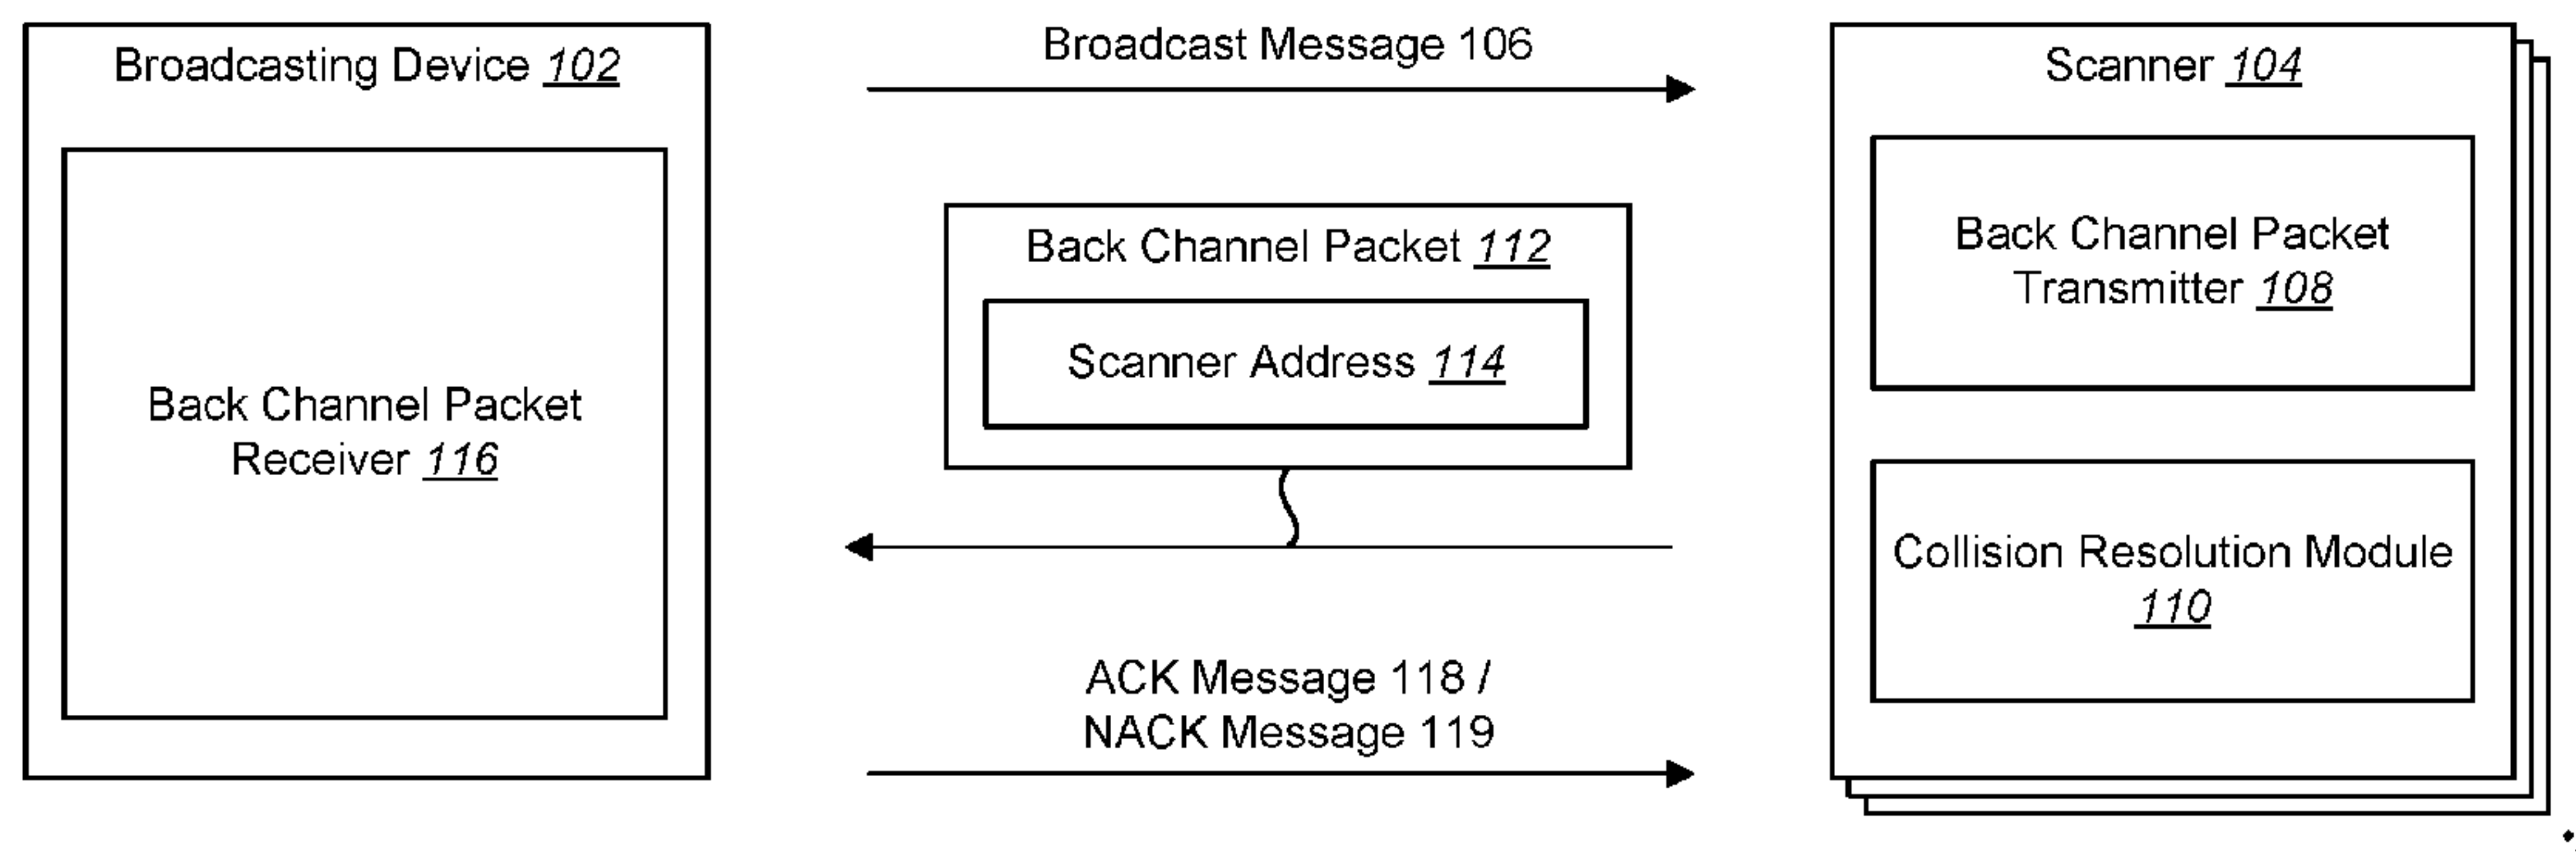 Broadcasting Device 102
Back Channel Packet
Receiver 116
Broadcast Message 106
Back Channel Packet 112
Scanner Address 114
ACK Message 118 /
NACK Message 119
Scanner 104
Back Channel Packet
Transmitter 108
Collision Resolution Module
110